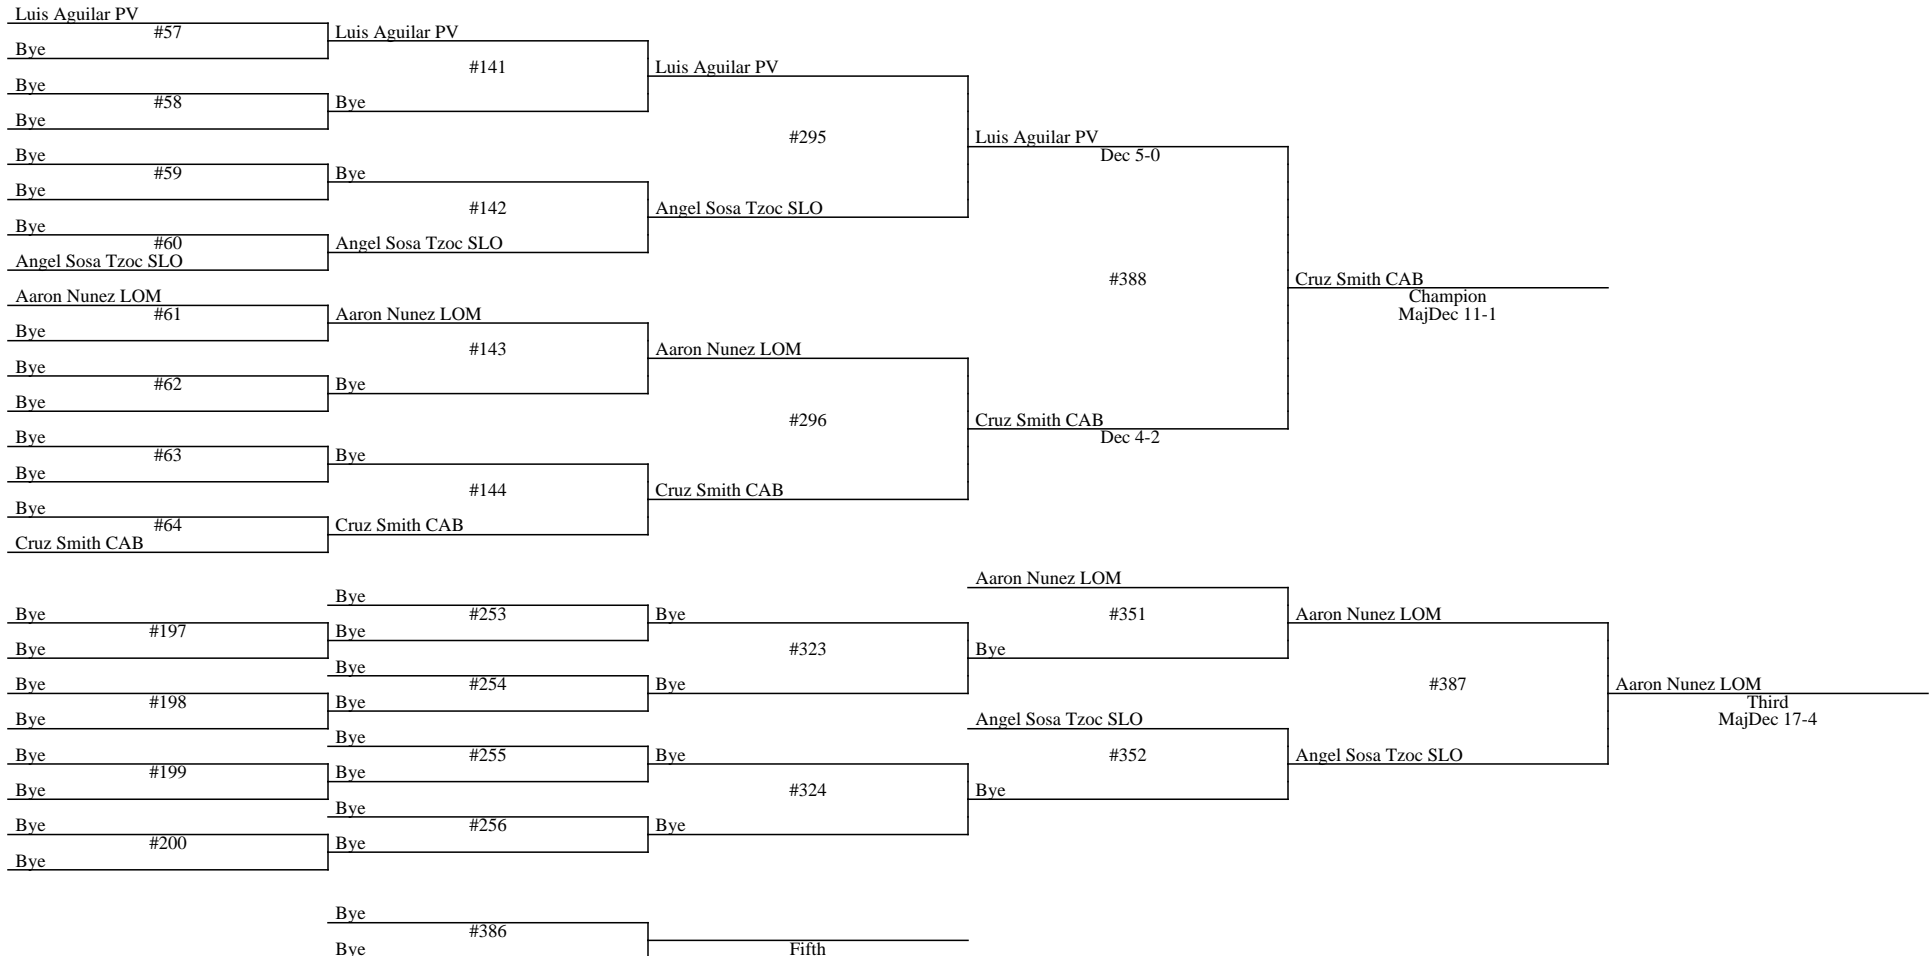 Luis Aguilar PV
#57
Bye
Luis Aguilar PV
#141
Bye
#58
Bye
Bye
Luis Aguilar PV
#295
Bye
#59
Bye
Bye
#142
Bye
#60
Angel Sosa Tzoc SLO
Angel Sosa Tzoc SLO
Angel Sosa Tzoc SLO
Luis Aguilar PV
Dec 5-0
#388
Aaron Nunez LOM
#61
Bye
Aaron Nunez LOM
#143
Bye
#62
Bye
Bye
Aaron Nunez LOM
#296
Bye
#63
Bye
Bye
#144
Bye
#64
Cruz Smith CAB
Cruz Smith CAB
Cruz Smith CAB
Cruz Smith CAB
Dec 4-2
Cruz Smith CAB
Champion
MajDec 11-1
Bye
#197
Bye
Bye
#198
Bye
Bye
#199
Bye
Bye
#200
Bye
Bye
#253
Bye
Bye
#254
Bye
Bye
#255
Bye
Bye
#256
Bye
Bye
#323
Bye
Bye
#324
Bye
Aaron Nunez LOM
#351
Bye
Angel Sosa Tzoc SLO
#352
Bye
Aaron Nunez LOM
#387
Angel Sosa Tzoc SLO
Aaron Nunez LOM
Third
MajDec 17-4
Bye
#386
Bye
Fifth